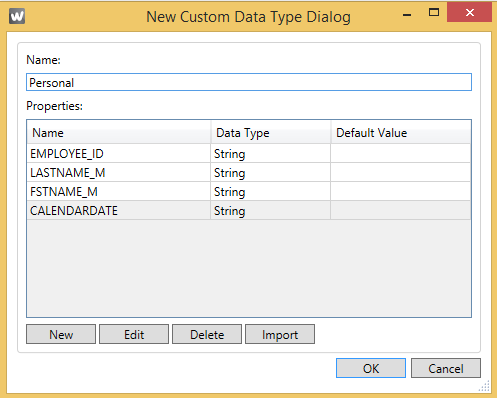 W New Custom Data Type Dialog
Name:
Personal
Properties:
Name Data Type Default Value
EMPLOYEE_ID String
LASTNAME_M String
FSTNAME_M String
CALENDARDATE String
New Edit Delete Import
OK Cancel